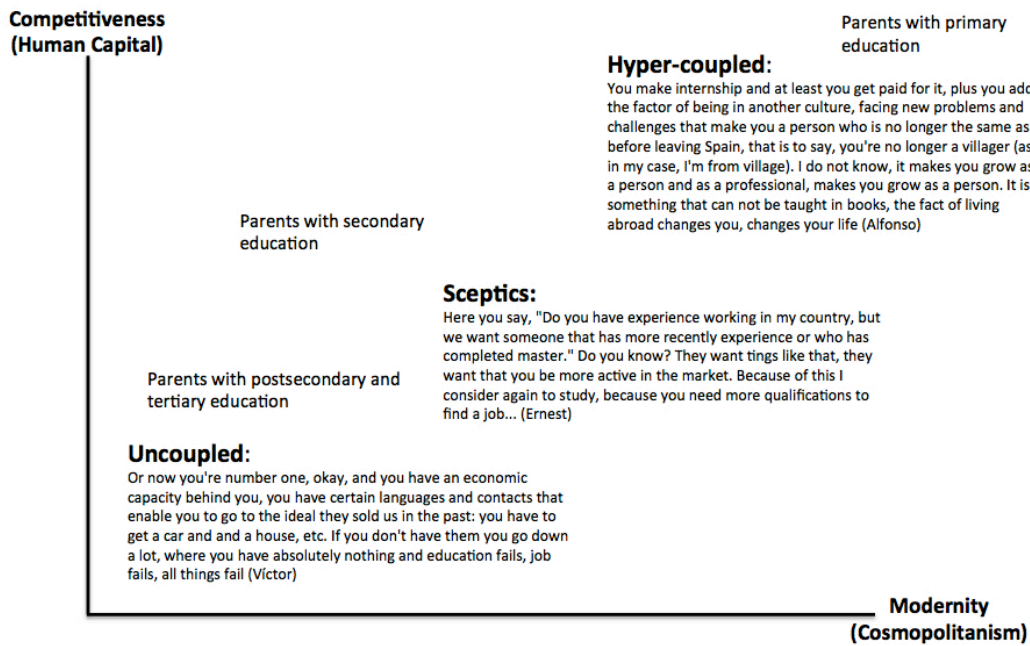 Competitiveness
(Human Capital)
Parents with primary
education
Hyper-coupled:
You make internship and at least you get paid for it, plus you add
the factor of being in another culture, facing new problems and
challenges that make you a person who is no longer the same as
before leaving Spain, that is to say, you're no longer a villager (as
in my case, I'm from village). I do not know, it makes you grow as
a person and as a professional, makes you grow as a person. It is
something that can not be taught in books, the fact of living
abroad changes you, changes your life (Alfonso)
Parents with secondary
education
Sceptics:
Here you say, "Do you have experience working in my country, but
we want someone that has more recently experience or who has
completed master." Do you know? They want tings like that, they
want that you be more active in the market. Because of this I
consider again to study, because you need more qualifications to
find a job... (Ernest)
Parents with postsecondary and
tertiary education
Uncoupled:
Or now you're number one, okay, and you have an economic
capacity behind you, you have certain languages and contacts that
enable you to go to the ideal they sold us in the past: you have to
get a car and and a house, etc. If you don't have them you go down
a lot, where you have absolutely nothing and education fails, job
fails, all things fail (Víctor)
Modernity
(Cosmopolitanism)